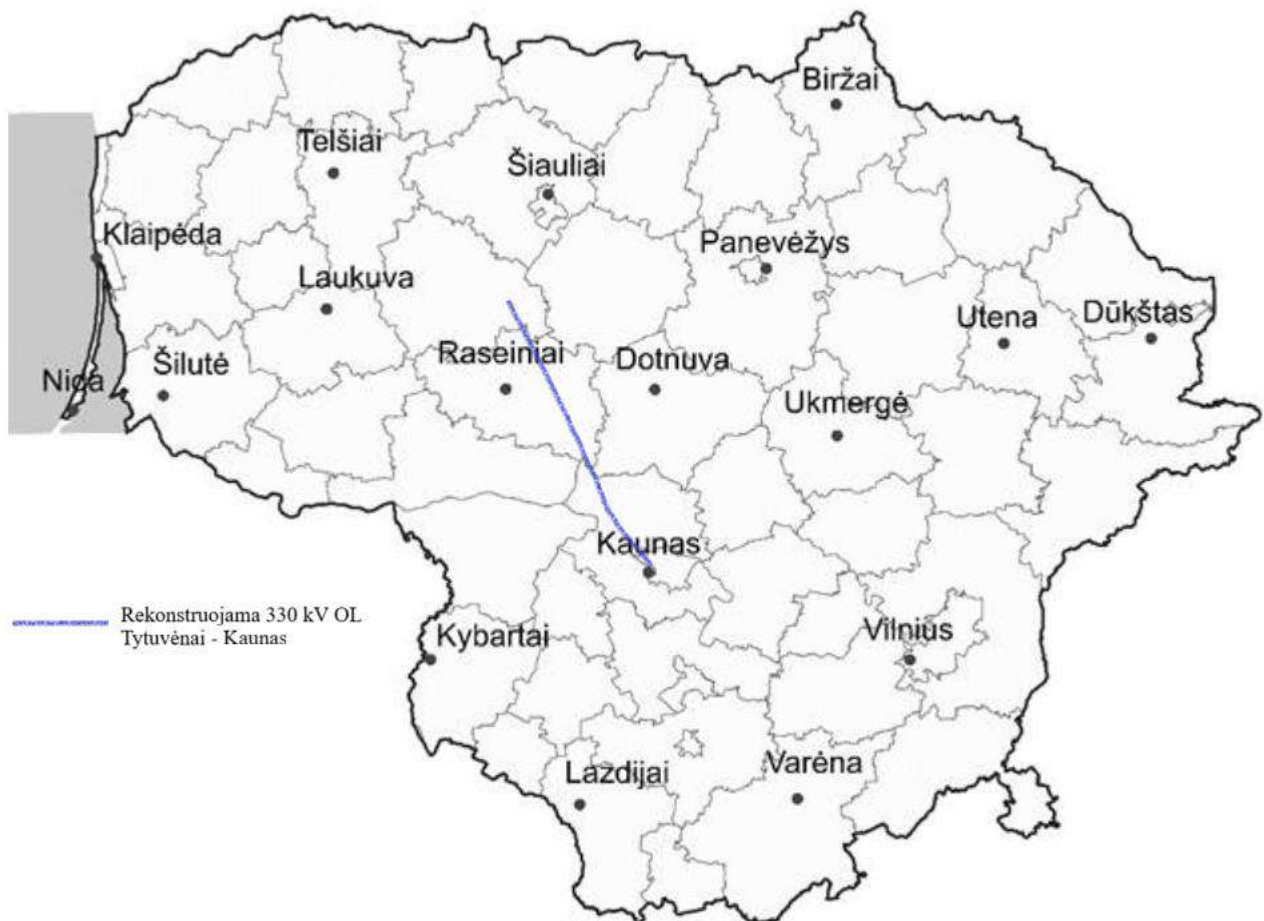 Biržai
Telšiai
Šiauliai
Klaipėda
Panevėžys
Laukuva
Utena
Dūkštas
Raseiniai
Dotnuva
Nida
Šilutė
Ukmergė
Kaunas
Rekonstruojama 330 kV OL
Tytuvėnai - Kaunas
Kybartai
Vilnius
Lazdijai
Varėna